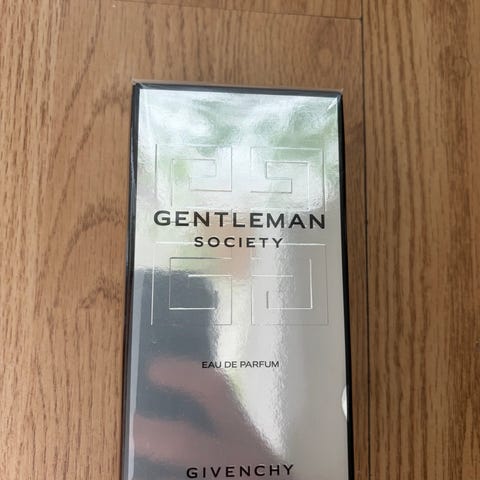 GENTLEMAN
SOCIETY
EAU DE PARFUM
GIVENCHY